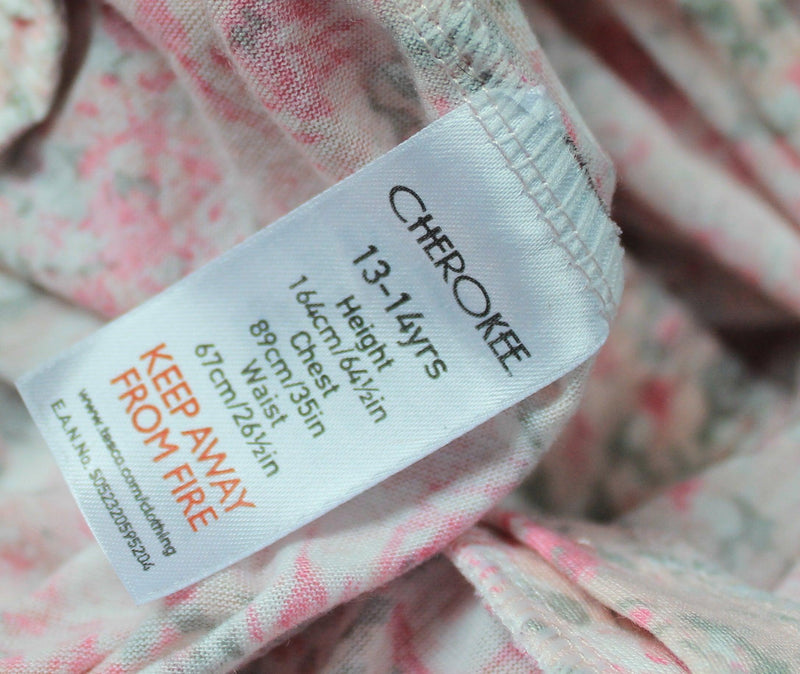 CHEROKEE
13-14yrs
Height
164cm/64½in
Chest
89cm/35in
Waist
67cm/26½in
KEEP AWAY
FROM FIRE
www.tesco.com/clothing
E.A.N No. 5052320595204